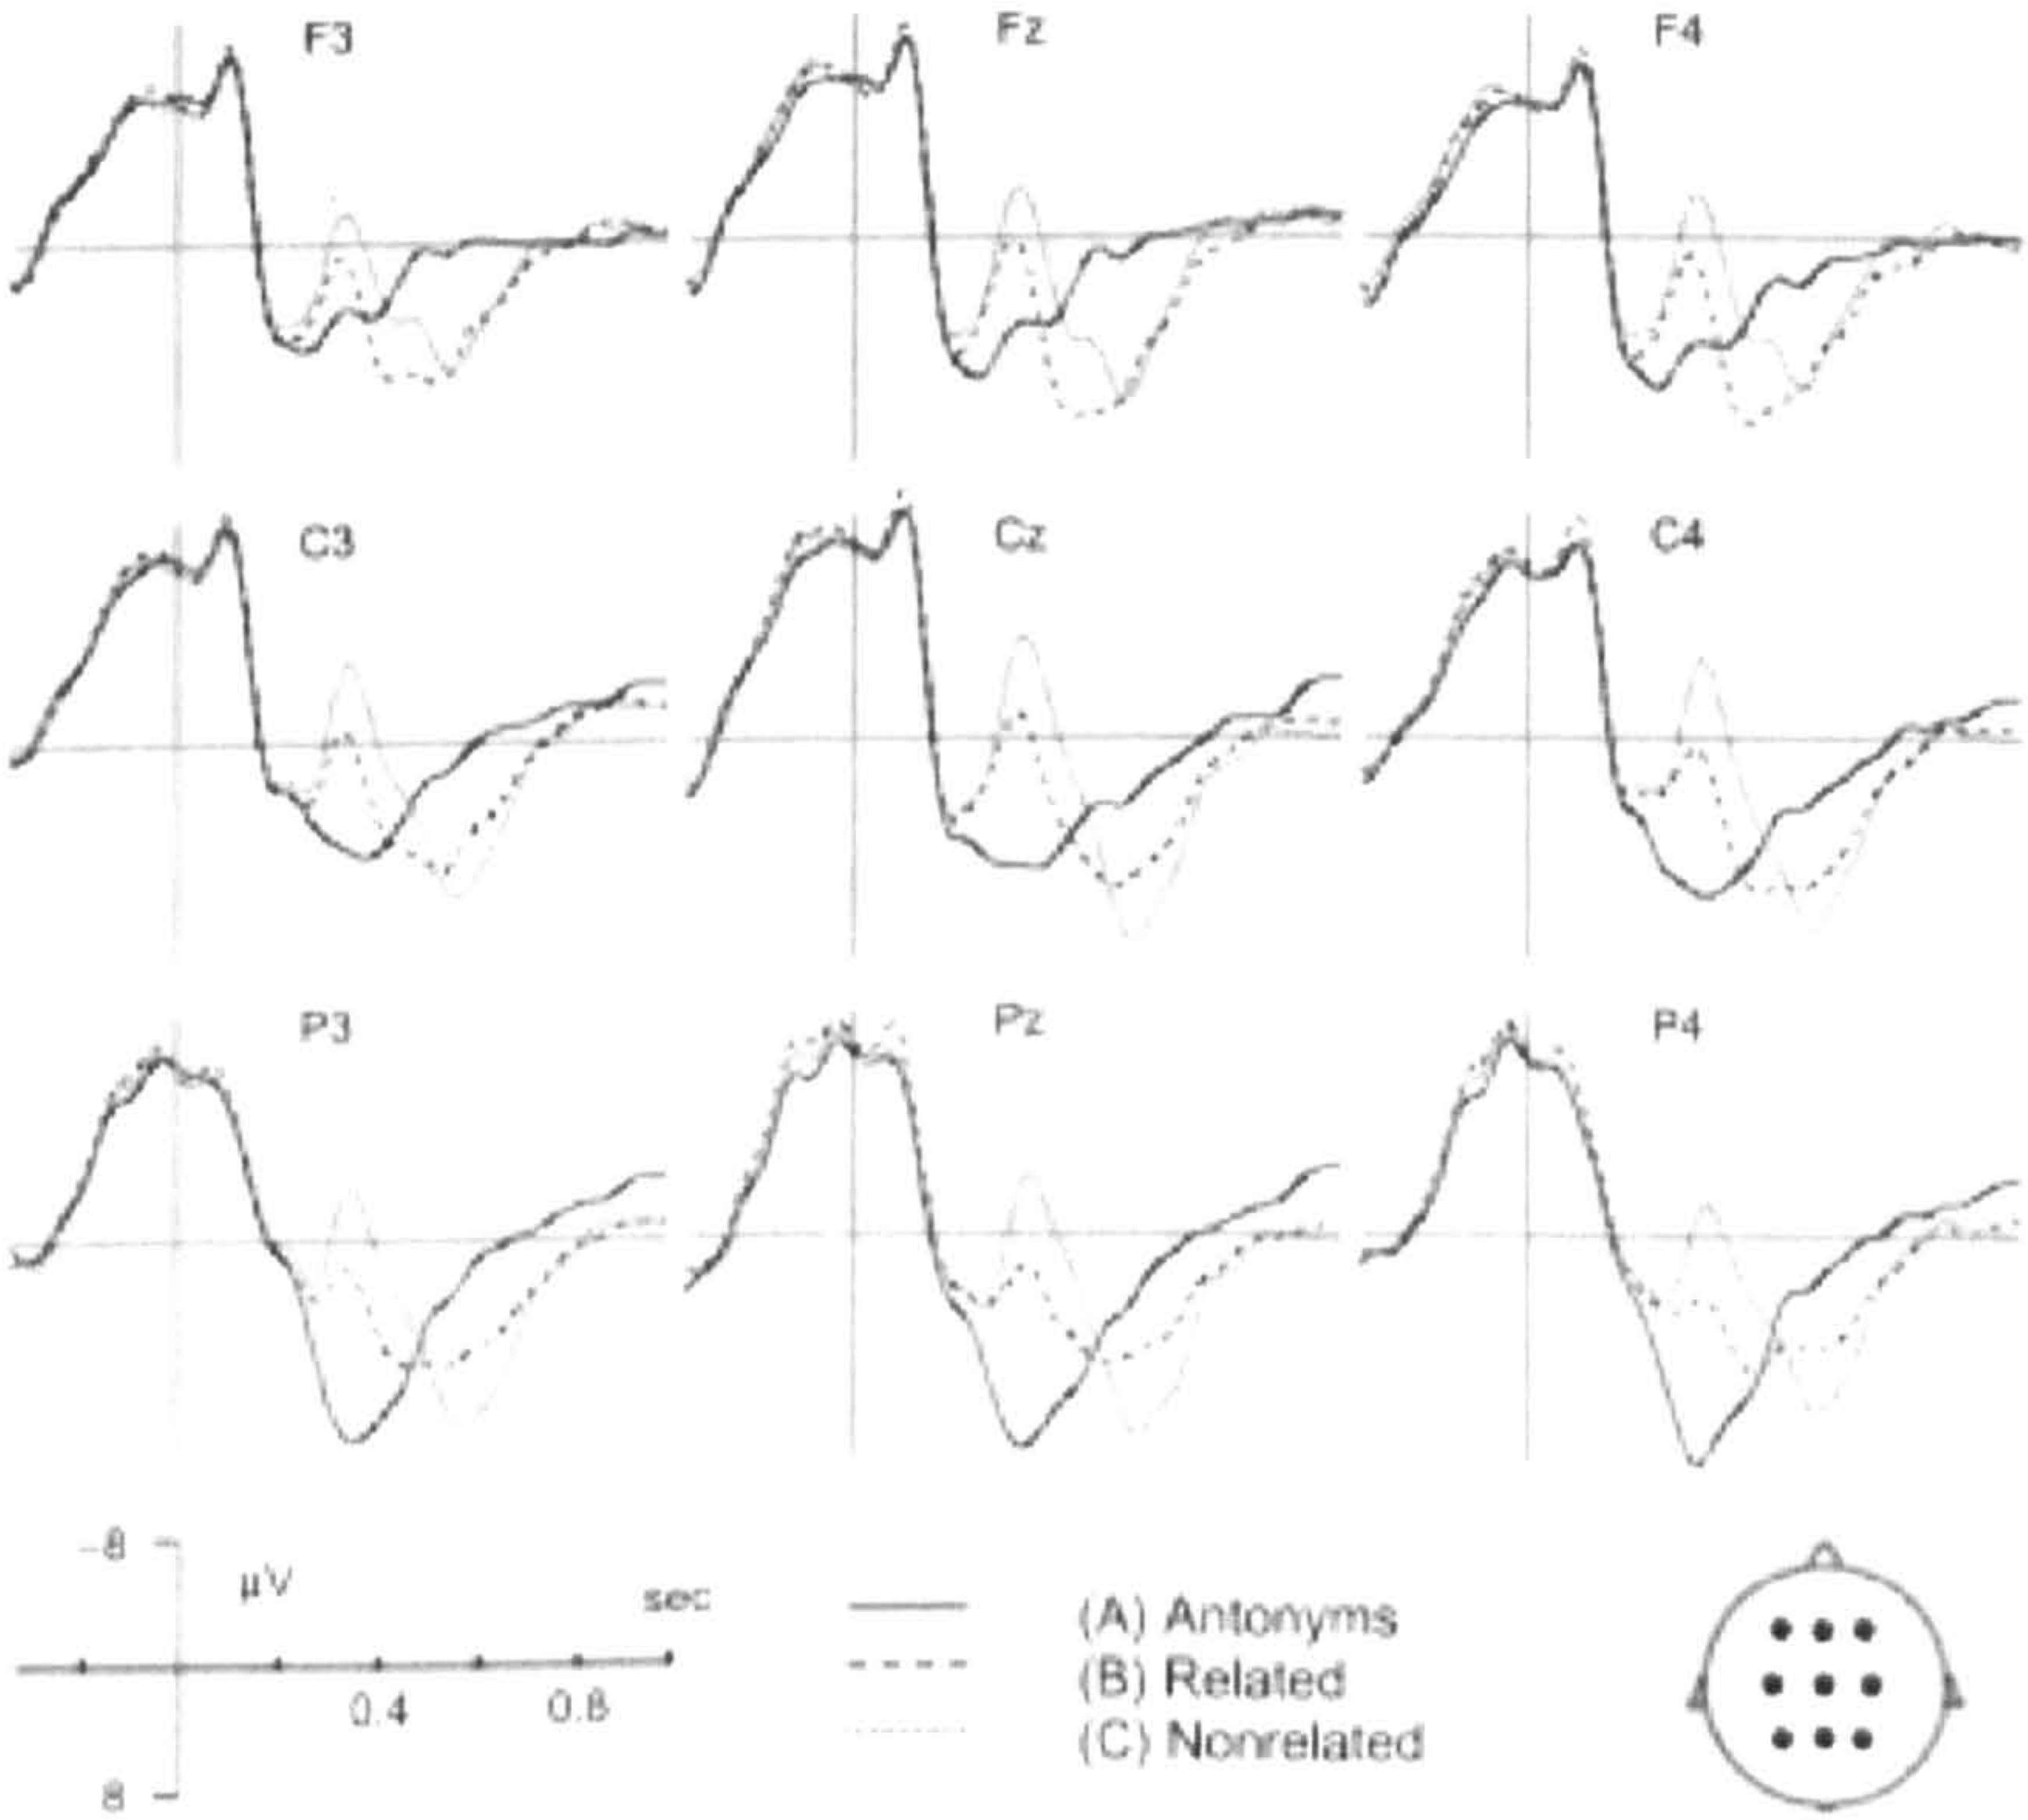 F3 Fz F4
C3 Cz C4
P3 Pz P4
-8
µV
sec
0.4 0.8
8
(A) Antonyms
(B) Related
(C) Nonrelated